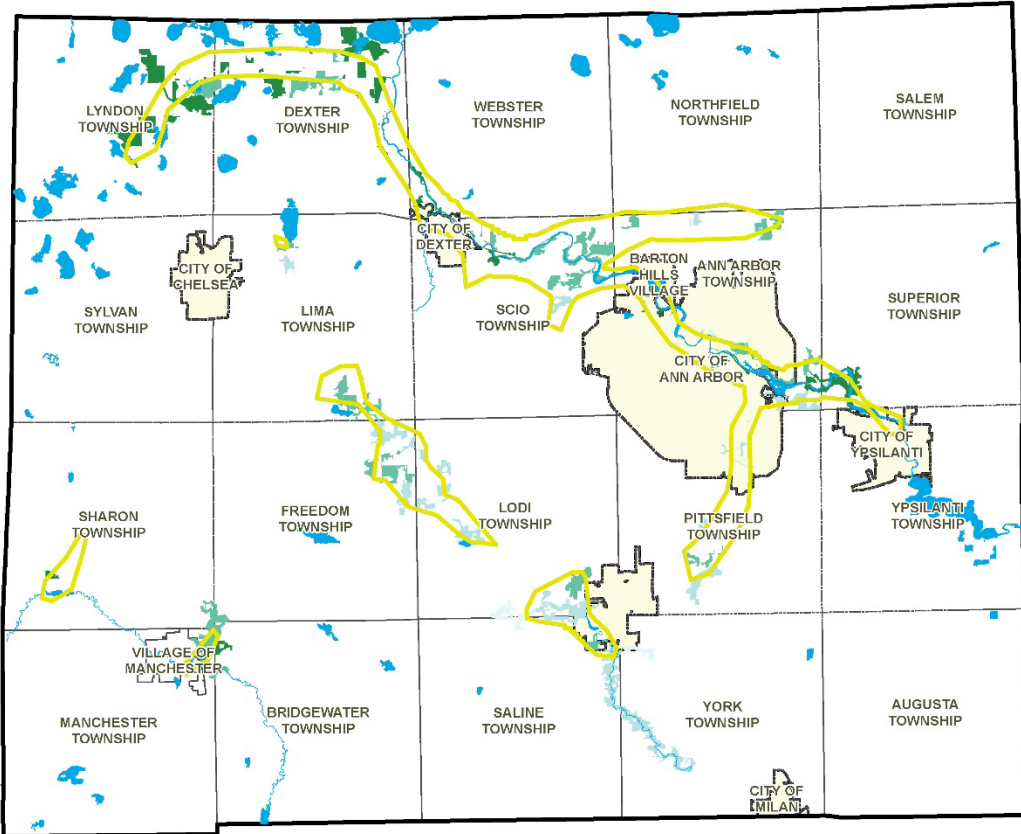 LYNDON
TOWNSHIP
DEXTER
TOWNSHIP
WEBSTER
TOWNSHIP
NORTHFIELD
TOWNSHIP
SALEM
TOWNSHIP
CITY OF
CHELSEA
CITY OF
DEXTER
BARTON
HILLS
VILLAGE
ANN ARBOR
TOWNSHIP
SYLVAN
TOWNSHIP
LIMA
TOWNSHIP
SCIO
TOWNSHIP
SUPERIOR
TOWNSHIP
CITY OF
ANN ARBOR
CITY OF
YPSILANTI
SHARON
TOWNSHIP
FREEDOM
TOWNSHIP
LODI
TOWNSHIP
PITTSFIELD
TOWNSHIP
YPSILANTI
TOWNSHIP
VILLAGE OF
MANCHESTER
MANCHESTER
TOWNSHIP
BRIDGEWATER
TOWNSHIP
SALINE
TOWNSHIP
YORK
TOWNSHIP
AUGUSTA
TOWNSHIP
CITY OF
MILAN